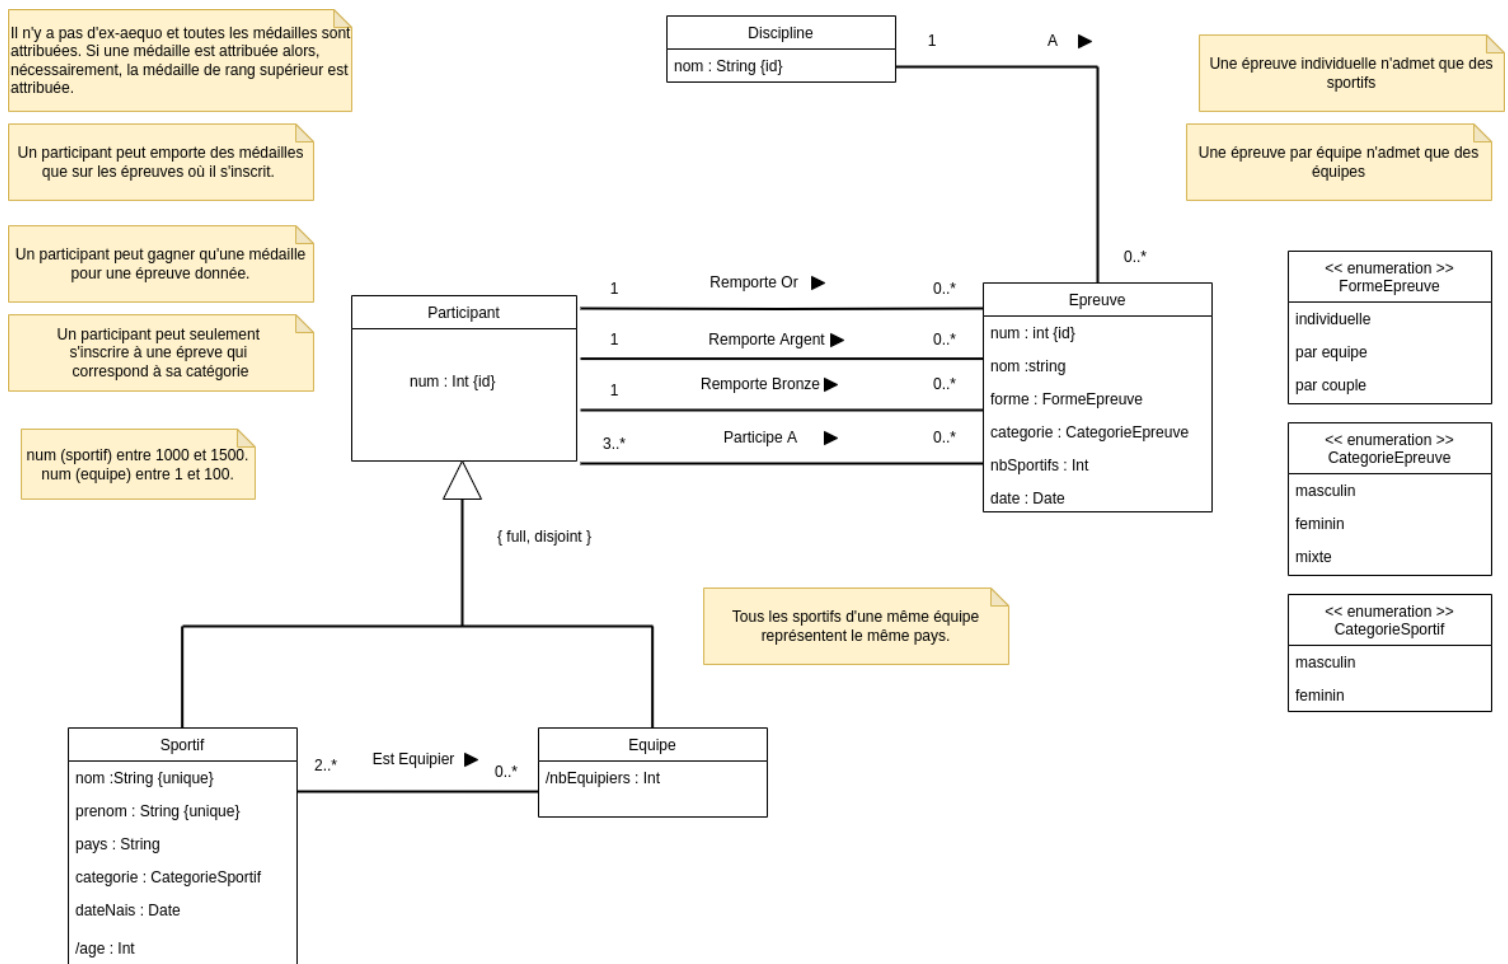 Il n'y a pas d'ex-aequo et toutes les médailles sont
attribuées. Si une médaille est attribuée alors,
nécessairement, la médaille de rang supérieur est
attribuée.
Un participant peut emporte des médailles
que sur les épreuves où il s'inscrit.
Un participant peut gagner qu'une médaille
pour une épreuve donnée.
Un participant peut seulement
s'inscrire à une épreve qui
correspond à sa catégorie
num (sportif) entre 1000 et 1500.
num (equipe) entre 1 et 100.
Discipline
nom : String {id}
1
A
0..*
Une épreuve individuelle n'admet que des
sportifs
Une épreuve par équipe n'admet que des
équipes
Participant
num : Int {id}
1
Remporte Or
0..*
1
Remporte Argent
0..*
1
Remporte Bronze
0..*
3..*
Participe A
0..*
Epreuve
num : int {id}
nom :string
forme : FormeEpreuve
categorie : CategorieEpreuve
nbSportifs : Int
date : Date
<< enumeration >>
FormeEpreuve
individuelle
par equipe
par couple
<< enumeration >>
CategorieEpreuve
masculin
feminin
mixte
<< enumeration >>
CategorieSportif
masculin
feminin
{ full, disjoint }
Tous les sportifs d'une même équipe
représentent le même pays.
Sportif
nom :String {unique}
prenom : String {unique}
pays : String
categorie : CategorieSportif
dateNais : Date
/age : Int
2..*
Est Equipier
0..*
Equipe
/nbEquipiers : Int